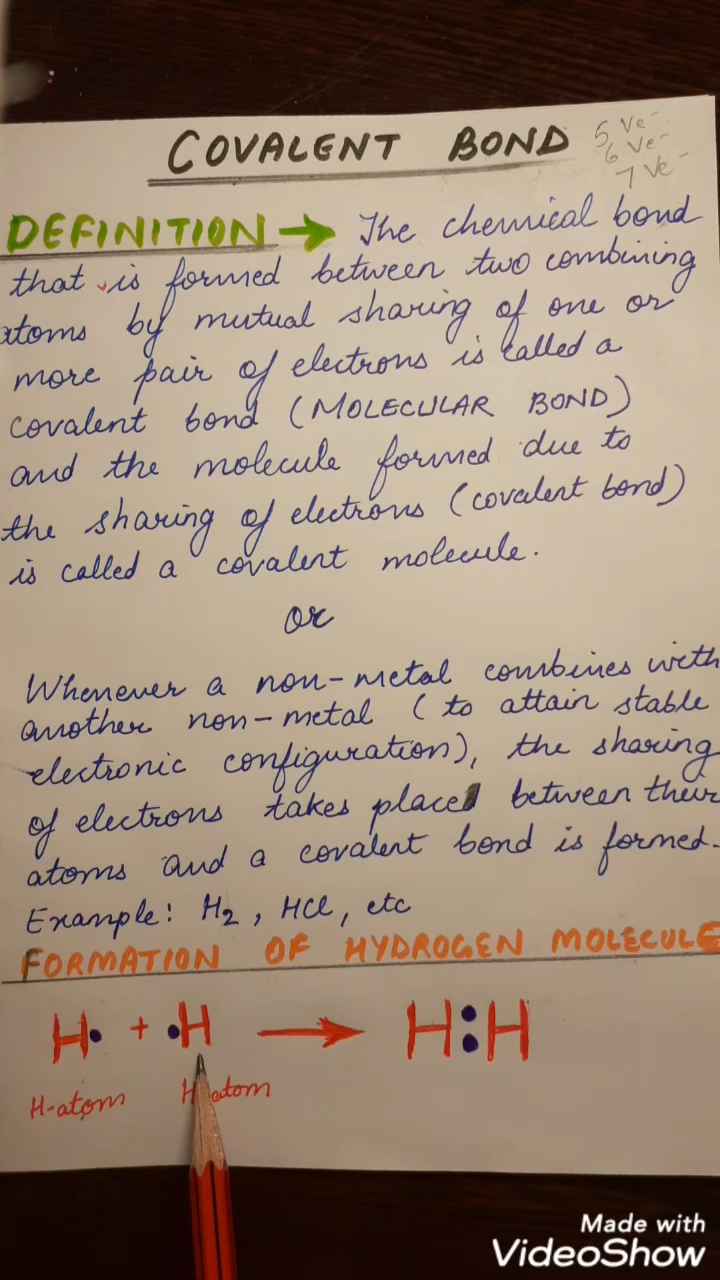 COVALENT BOND
5 Ve⁻
6 Ve⁻
7 Ve⁻
DEFINITION → The chemical bond
that is formed between two combining
atoms by mutual sharing of one or
more pair of electrons is called a
covalent bond (MOLECULAR BOND)
and the molecule formed due to
the sharing of electrons (covalent bond)
is called a covalent molecule.
or
Whenever a non-metal combines with
another non-metal (to attain stable
electronic configuration), the sharing
of electrons takes place between their
atoms and a covalent bond is formed.
Example: H₂, HCl, etc
FORMATION OF HYDROGEN MOLECULE
H• + •H → H:H
H-atom H-atom
Made with
VideoShow